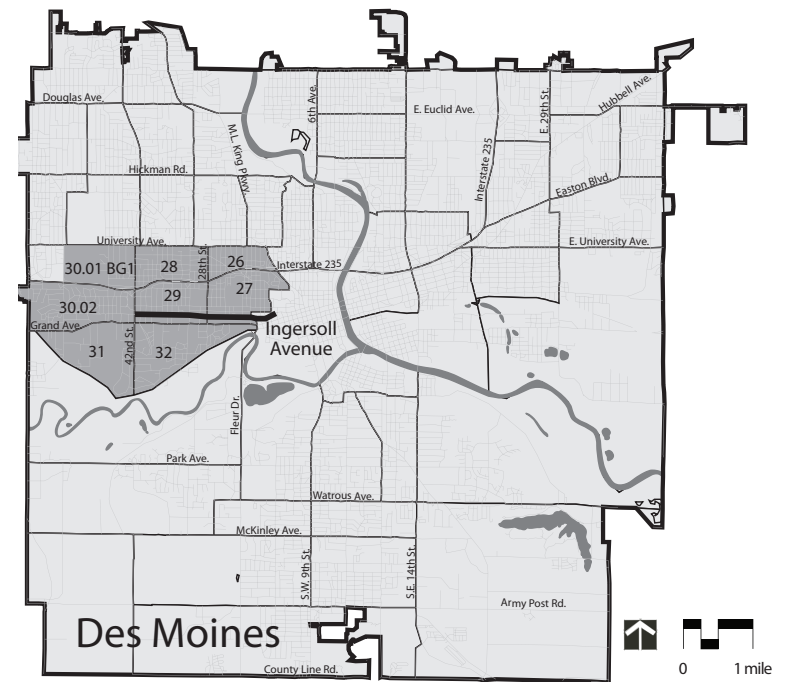 Douglas Ave.
6th Ave.
E. Euclid Ave.
E. 29th St.
Hubbell Ave.
M.L. King Pkwy.
Interstate 235
Hickman Rd.
Easton Blvd.
University Ave.
E. University Ave.
30.01 BG1
28
28th St.
26
Interstate 235
29
27
30.02
Grand Ave.
Ingersoll
Avenue
31
42nd St.
32
Fleur Dr.
Park Ave.
Watrous Ave.
McKinley Ave.
S.W. 9th St.
S.E. 14th St.
Army Post Rd.
Des Moines
County Line Rd.
0 1 mile